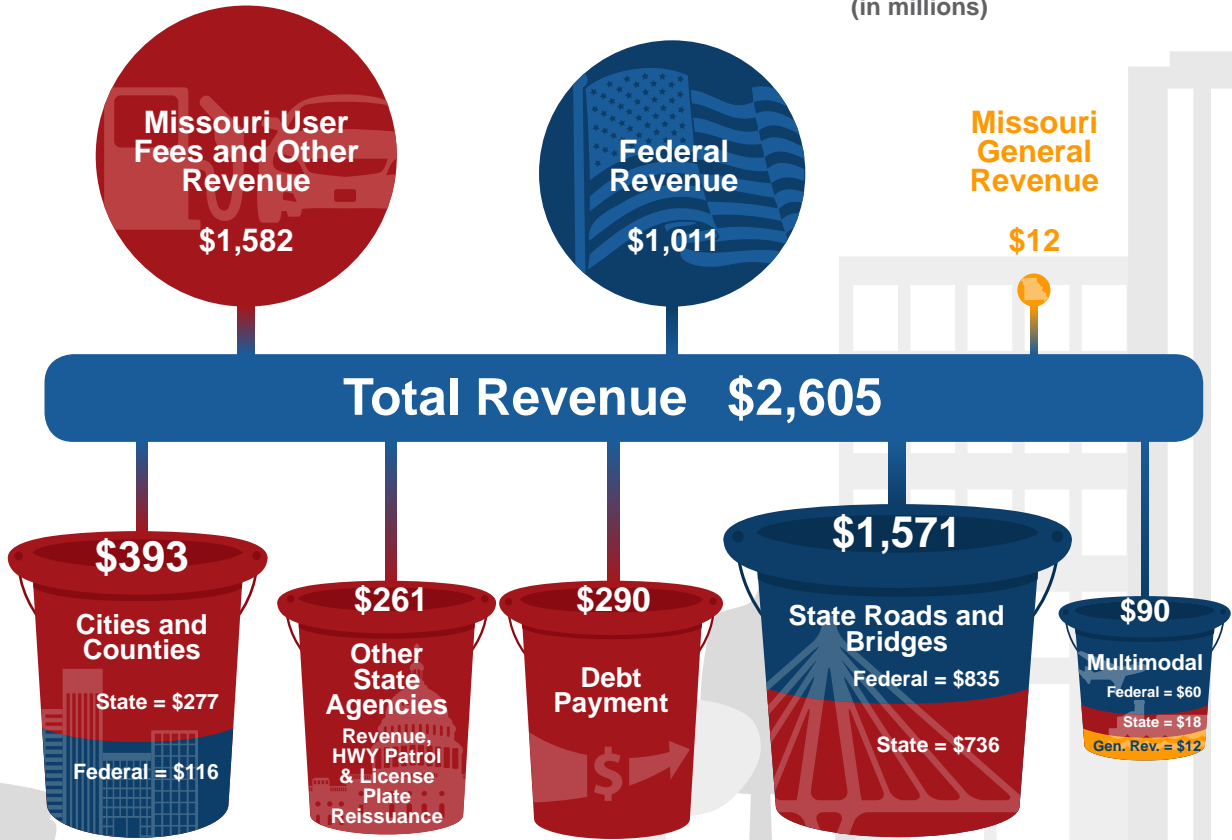 (in millions)
Missouri User
Fees and Other
Revenue
$1,582
Federal
Revenue
$1,011
Missouri
General
Revenue
$12
Total Revenue $2,605
$393
Cities and
Counties
State = $277
Federal = $116
$261
Other
State
Agencies
Revenue,
HWY Patrol
& License
Plate
Reissuance
$290
Debt
Payment
$
$1,571
State Roads and
Bridges
Federal = $835
State = $736
$90
Multimodal
Federal = $60
State = $18
Gen. Rev. = $12